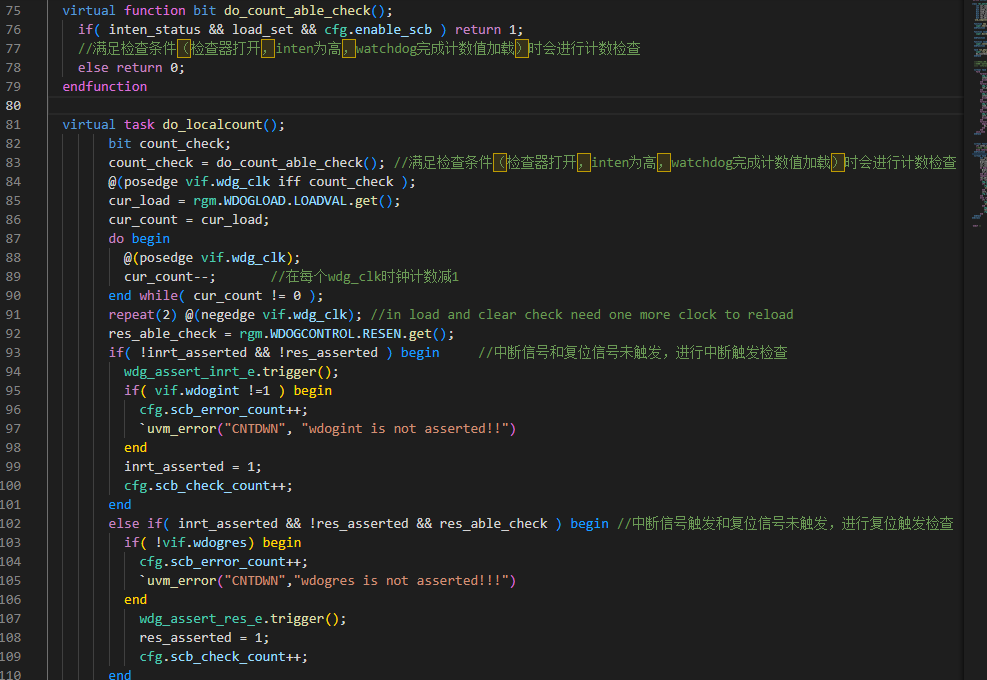 75 virtual function bit do_count_able_check();
76 if( inten_status && load_set && cfg.enable_scb ) return 1;
77 //满足检查条件（检查器打开，inten为高，watchdog完成计数值加载）时会进行计数检查
78 else return 0;
79 endfunction
80
81 virtual task do_localcount();
82 bit count_check;
83 count_check = do_count_able_check(); //满足检查条件（检查器打开，inten为高，watchdog完成计数值加载）时会进行计数检查
84 @(posedge vif.wdg_clk iff count_check );
85 cur_load = rgm.WDOGLOAD.LOADVAL.get();
86 cur_count = cur_load;
87 do begin
88 @(posedge vif.wdg_clk);
89 cur_count--; //在每个wdg_clk时钟计数减1
90 end while( cur_count != 0 );
91 repeat(2) @(negedge vif.wdg_clk); //in load and clear check need one more clock to reload
92 res_able_check = rgm.WDOGCONTROL.RESEN.get();
93 if( !inrt_asserted && !res_asserted ) begin //中断信号和复位信号未触发，进行中断触发检查
94 wdg_assert_inrt_e.trigger();
95 if( vif.wdogint !=1 ) begin
96 cfg.scb_error_count++;
97 `uvm_error("CNTDWN", "wdogint is not asserted!!")
98 end
99 inrt_asserted = 1;
100 cfg.scb_check_count++;
101 end
102 else if( inrt_asserted && !res_asserted && res_able_check ) begin //中断信号触发和复位信号未触发，进行复位触发检查
103 if( !vif.wdogres) begin
104 cfg.scb_error_count++;
105 `uvm_error("CNTDWN","wdogres is not asserted!!!")
106 end
107 wdg_assert_res_e.trigger();
108 res_asserted = 1;
109 cfg.scb_check_count++;
110 end